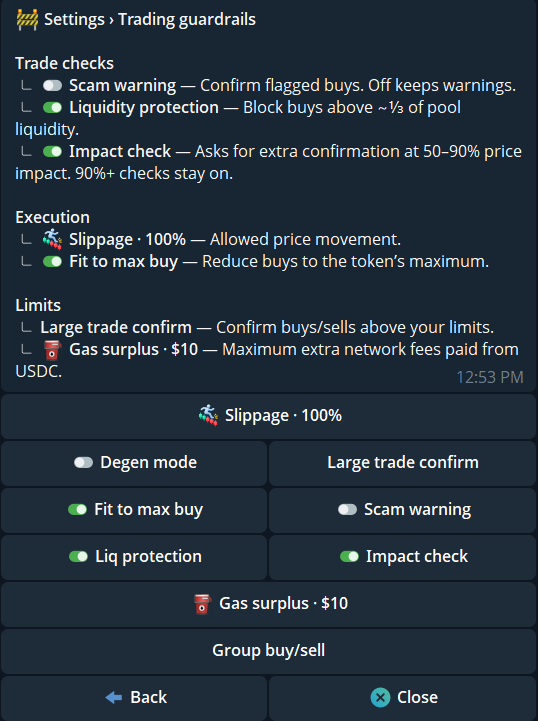 Settings › Trading guardrails
Trade checks
Scam warning — Confirm flagged buys. Off keeps warnings.
Liquidity protection — Block buys above ~⅓ of pool
liquidity.
Impact check — Asks for extra confirmation at 50–90% price
impact. 90%+ checks stay on.
Execution
Slippage · 100% — Allowed price movement.
Fit to max buy — Reduce buys to the token’s maximum.
Limits
Large trade confirm — Confirm buys/sells above your limits.
Gas surplus · $10 — Maximum extra network fees paid from
USDC.
12:53 PM
Slippage · 100%
Degen mode
Large trade confirm
Fit to max buy
Scam warning
Liq protection
Impact check
Gas surplus · $10
Group buy/sell
Back
Close